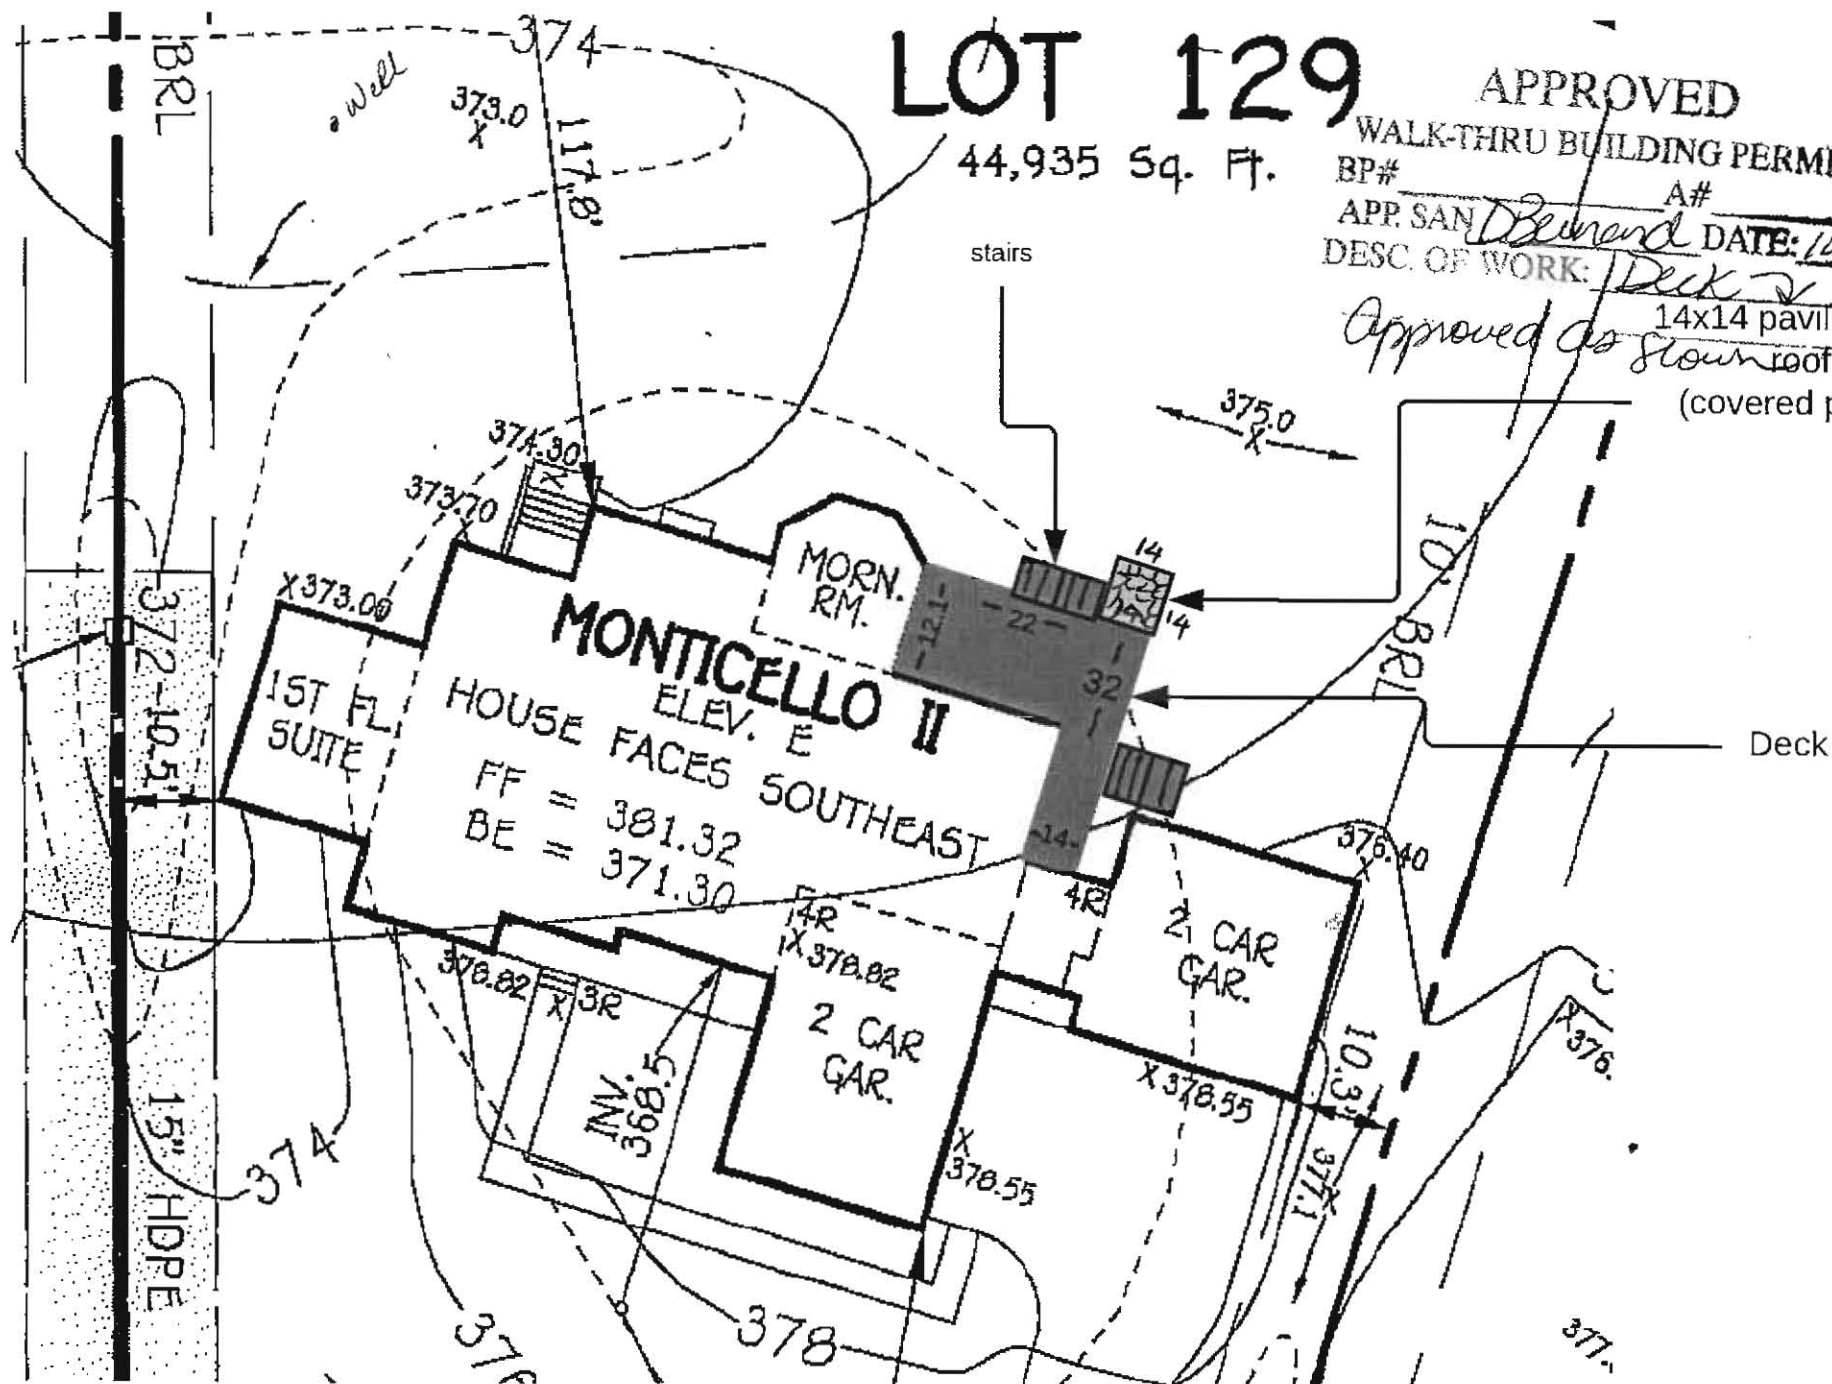 BRL
374
Well
373.0
X
117.8'
LOT 129
44,935 Sq. Ft.
APPROVED
WALK-THRU BUILDING PERMI
BP# A#
APP. SAN DBernard DATE:
DESC. OF WORK: Deck
14x14 pavil
Approved as Shown
roof
(covered p
stairs
375.0
X
374.30
X
373.70
X 373.00
MORN.
RM.
12.1
22
14
14
32
14
10' BRL
Deck
MONTICELLO II
ELEV. E
HOUSE FACES SOUTHEAST
FF = 381.32
BE = 371.30
1ST FL
SUITE
372
10.5'
376.40
4R
4R
X 378.82
2 CAR
GAR.
2 CAR
GAR.
378.82
X 3R
INV.
368.5
X 378.55
X
378.55
10.3'
377.1
X
X 376.
374
15" HDPE
376
378
377.